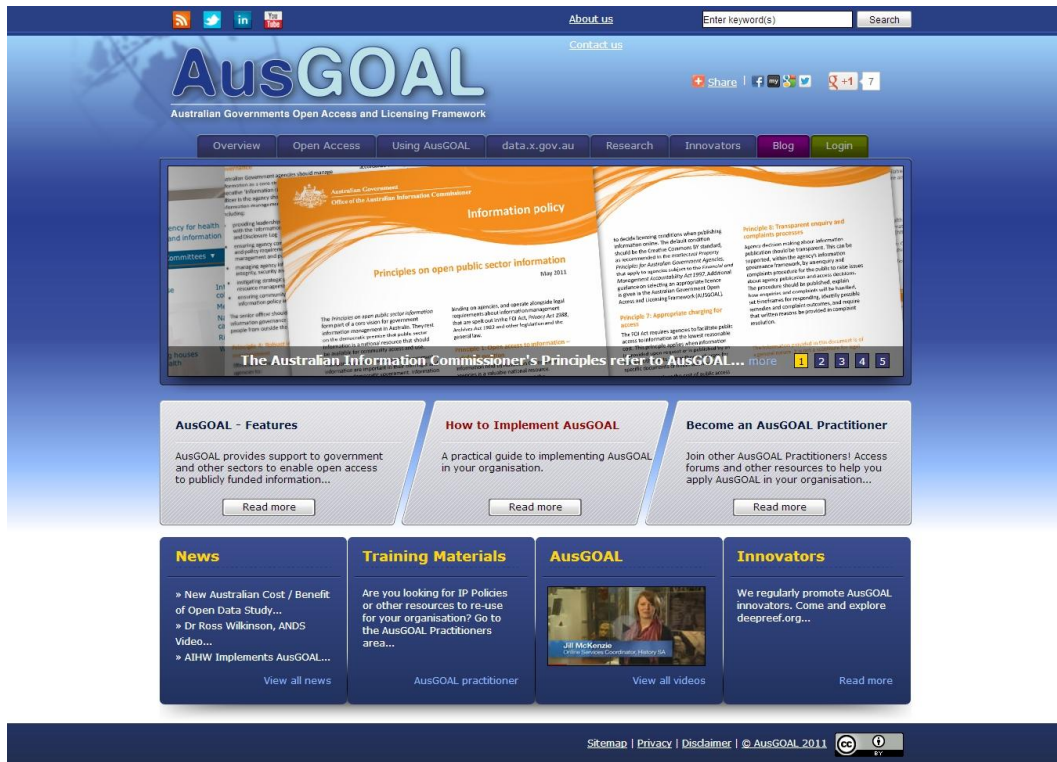 You
Tube
in
About us
Enter keyword(s)
Search
Contact us
AusGOAL
Australian Governments Open Access and Licensing Framework
Share
my
+1
7
Overview
Open Access
Using AusGOAL
data.x.gov.au
Research
Innovators
Blog
Login
Australian Government
Office of the Australian Information Commissioner
Information policy
Principles on open public sector information
May 2011
Principle 7: Appropriate charging for
access
Principle 8: Transparent enquiry and
complaints processes
The Australian Information Commissioner's Principles refer to AusGOAL... more
1 2 3 4 5
AusGOAL - Features
AusGOAL provides support to government
and other sectors to enable open access
to publicly funded information...
Read more
How to Implement AusGOAL
A practical guide to implementing AusGOAL
in your organisation.
Read more
Become an AusGOAL Practitioner
Join other AusGOAL Practitioners! Access
forums and other resources to help you
apply AusGOAL in your organisation...
Read more
News
» New Australian Cost / Benefit
of Open Data Study...
» Dr Ross Wilkinson, ANDS
Video...
» AIHW Implements AusGOAL...
View all news
Training Materials
Are you looking for IP Policies
or other resources to re-use
for your organisation? Go to
the AusGOAL Practitioners
area...
AusGOAL practitioner
AusGOAL
Jill McKenzie
Online Services Coordinator, History SA
View all videos
Innovators
We regularly promote AusGOAL
innovators. Come and explore
deepreef.org...
Read more
Sitemap | Privacy | Disclaimer | © AusGOAL 2011
cc
BY